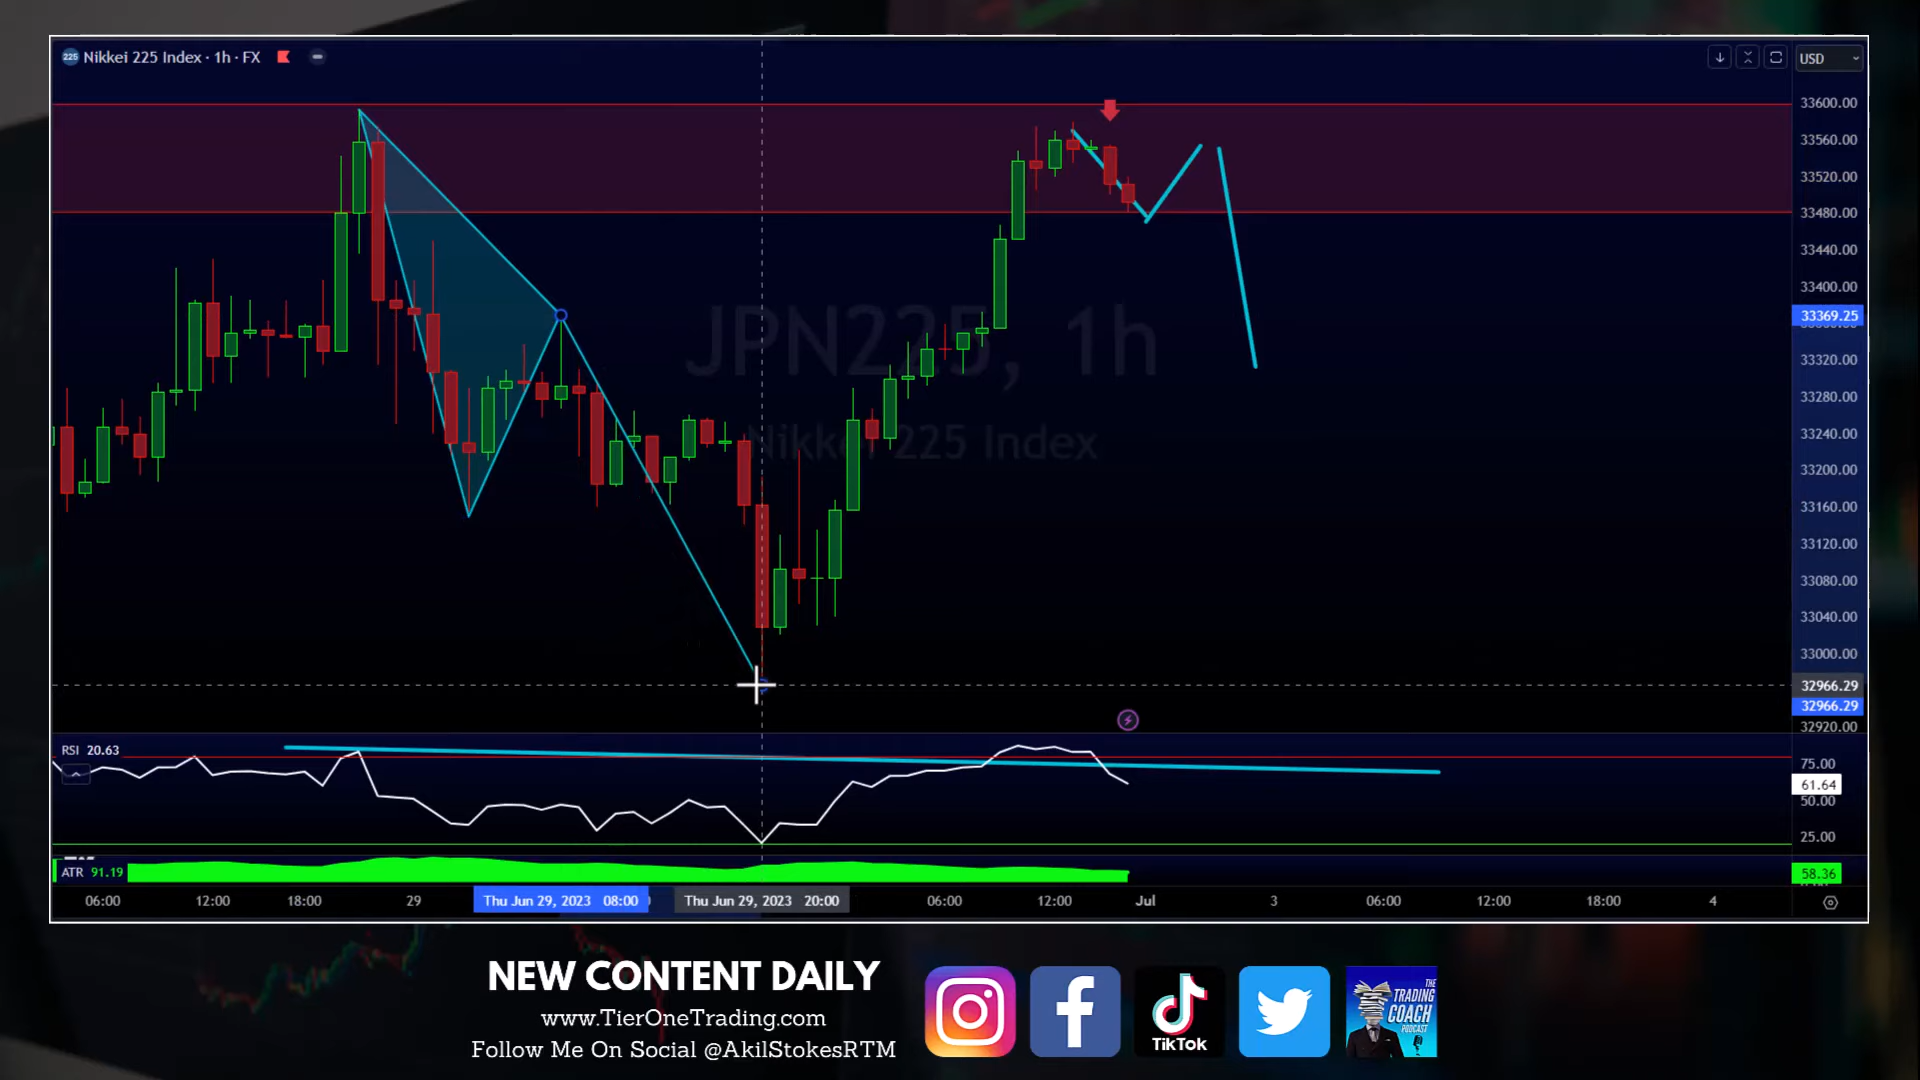 225 Nikkei 225 Index · 1h · FX
USD
33600.00
33560.00
33520.00
33480.00
33440.00
33400.00
33369.25
33320.00
33280.00
33240.00
33200.00
33160.00
33120.00
33080.00
33040.00
33000.00
32966.29
32966.29
32920.00
JPN225, 1h
Nikkei 225 Index
RSI 20.63
75.00
61.64
50.00
25.00
ATR 91.19
58.36
06:00 12:00 18:00 29 Thu Jun 29, 2023 08:00 Thu Jun 29, 2023 20:00 06:00 12:00 Jul 3 06:00 12:00 18:00 4
NEW CONTENT DAILY
www.TierOneTrading.com
Follow Me On Social @AkilStokesRTM
TikTok
THE
TRADING
COACH
PODCAST